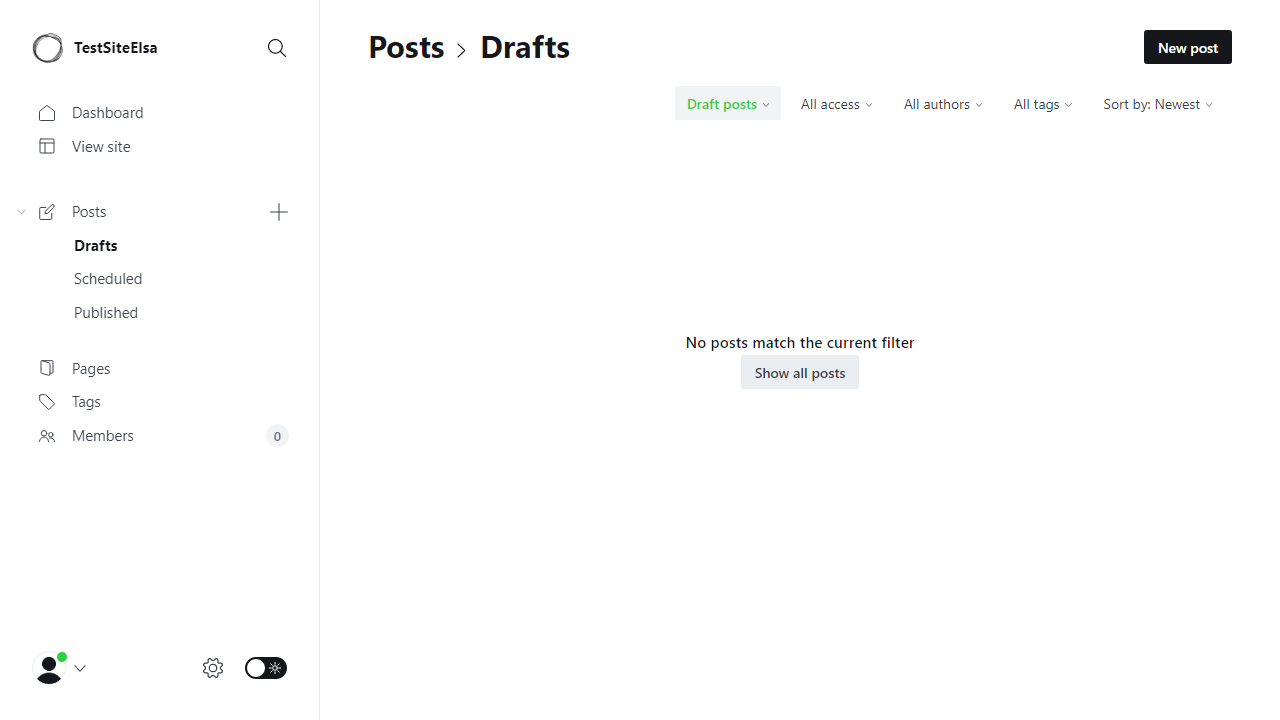 TestSiteElsa
Dashboard
View site
Posts
Drafts
Scheduled
Published
Pages
Tags
Members 0
Posts Drafts
New post
Draft posts All access All authors All tags Sort by: Newest
No posts match the current filter
Show all posts